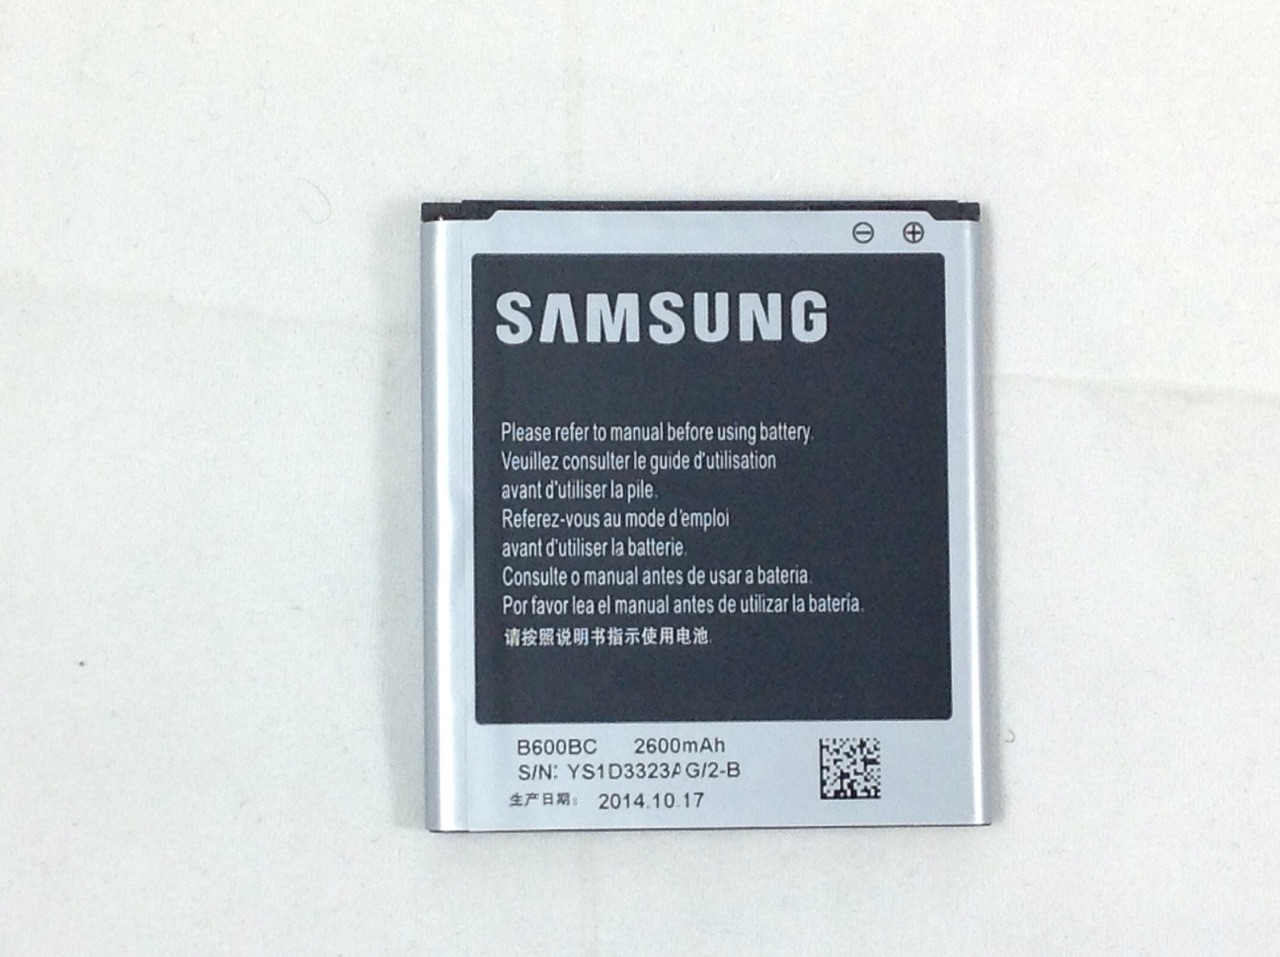 ⊖ ⊕
SAMSUNG
Please refer to manual before using battery.
Veuillez consulter le guide d'utilisation
avant d'utiliser la pile.
Referez-vous au mode d'emploi
avant d'utiliser la batterie.
Consulte o manual antes de usar a bateria.
Por favor lea el manual antes de utilizar la batería.
请按照说明书指示使用电池.
B600BC 2600mAh
S/N: YS1D3323AG/2-B
生产日期: 2014.10.17